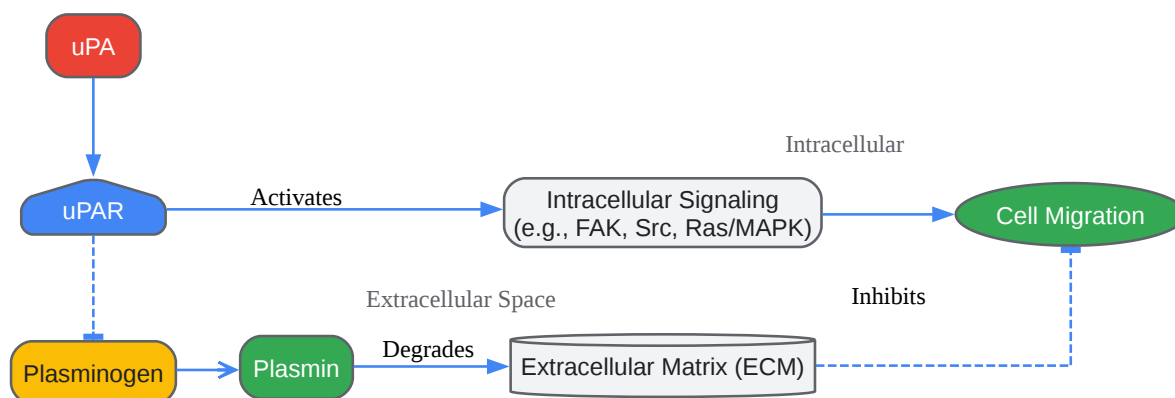 uPA
Intracellular
Activates
Intracellular Signaling
(e.g., FAK, Src, Ras/MAPK)
uPAR
Cell Migration
Extracellular Space
Inhibits
Degrades
Plasminogen
Plasmin
Extracellular Matrix (ECM)